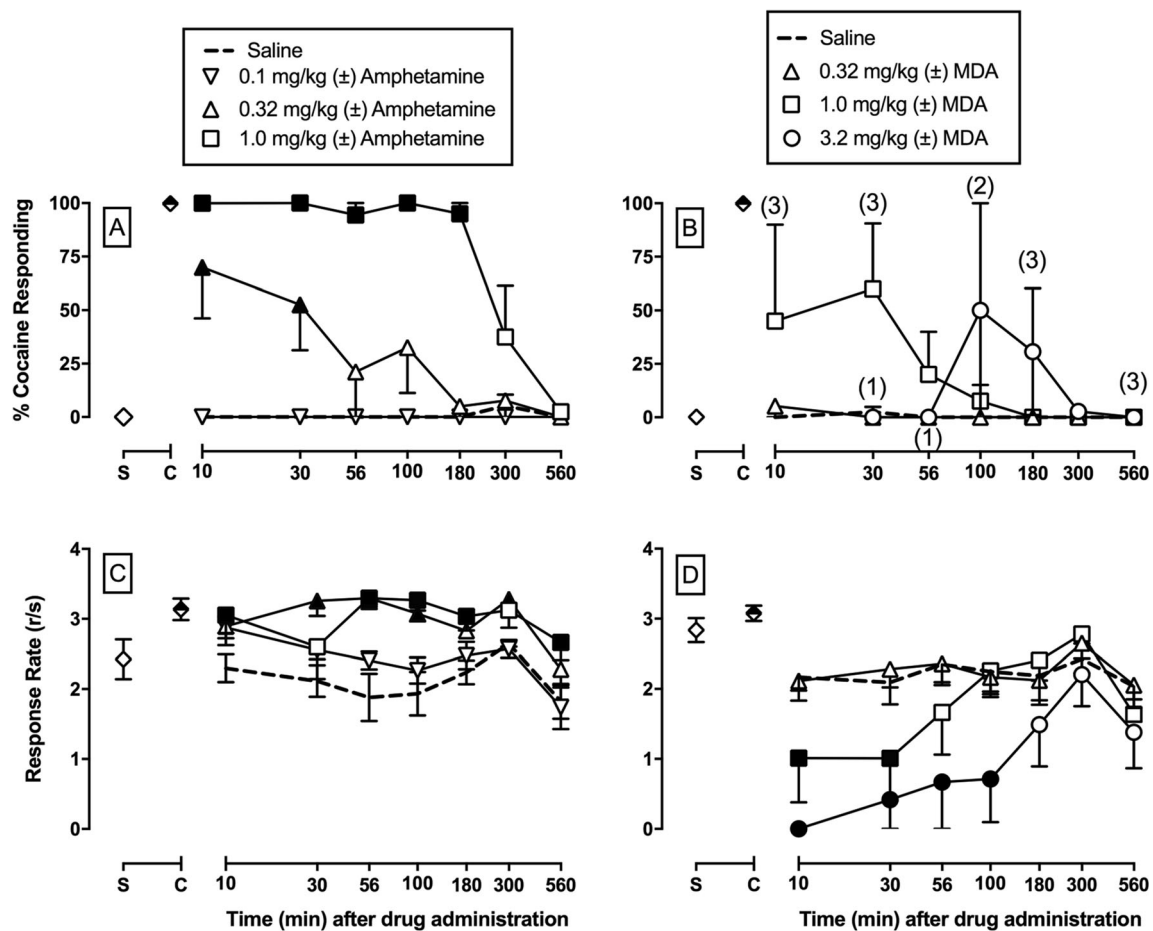 Saline
0.1 mg/kg (±) Amphetamine
0.32 mg/kg (±) Amphetamine
1.0 mg/kg (±) Amphetamine
Saline
0.32 mg/kg (±) MDA
1.0 mg/kg (±) MDA
3.2 mg/kg (±) MDA
% Cocaine Responding
100
75
50
25
0
A
S C
10 30 56 100 180 300 560
100
75
50
25
0
B
(3) (3) (2) (3)
(1) (1) (3)
S C
10 30 56 100 180 300 560
Response Rate (r/s)
4
3
2
1
0
C
S C
10 30 56 100 180 300 560
Time (min) after drug administration
4
3
2
1
0
D
S C
10 30 56 100 180 300 560
Time (min) after drug administration